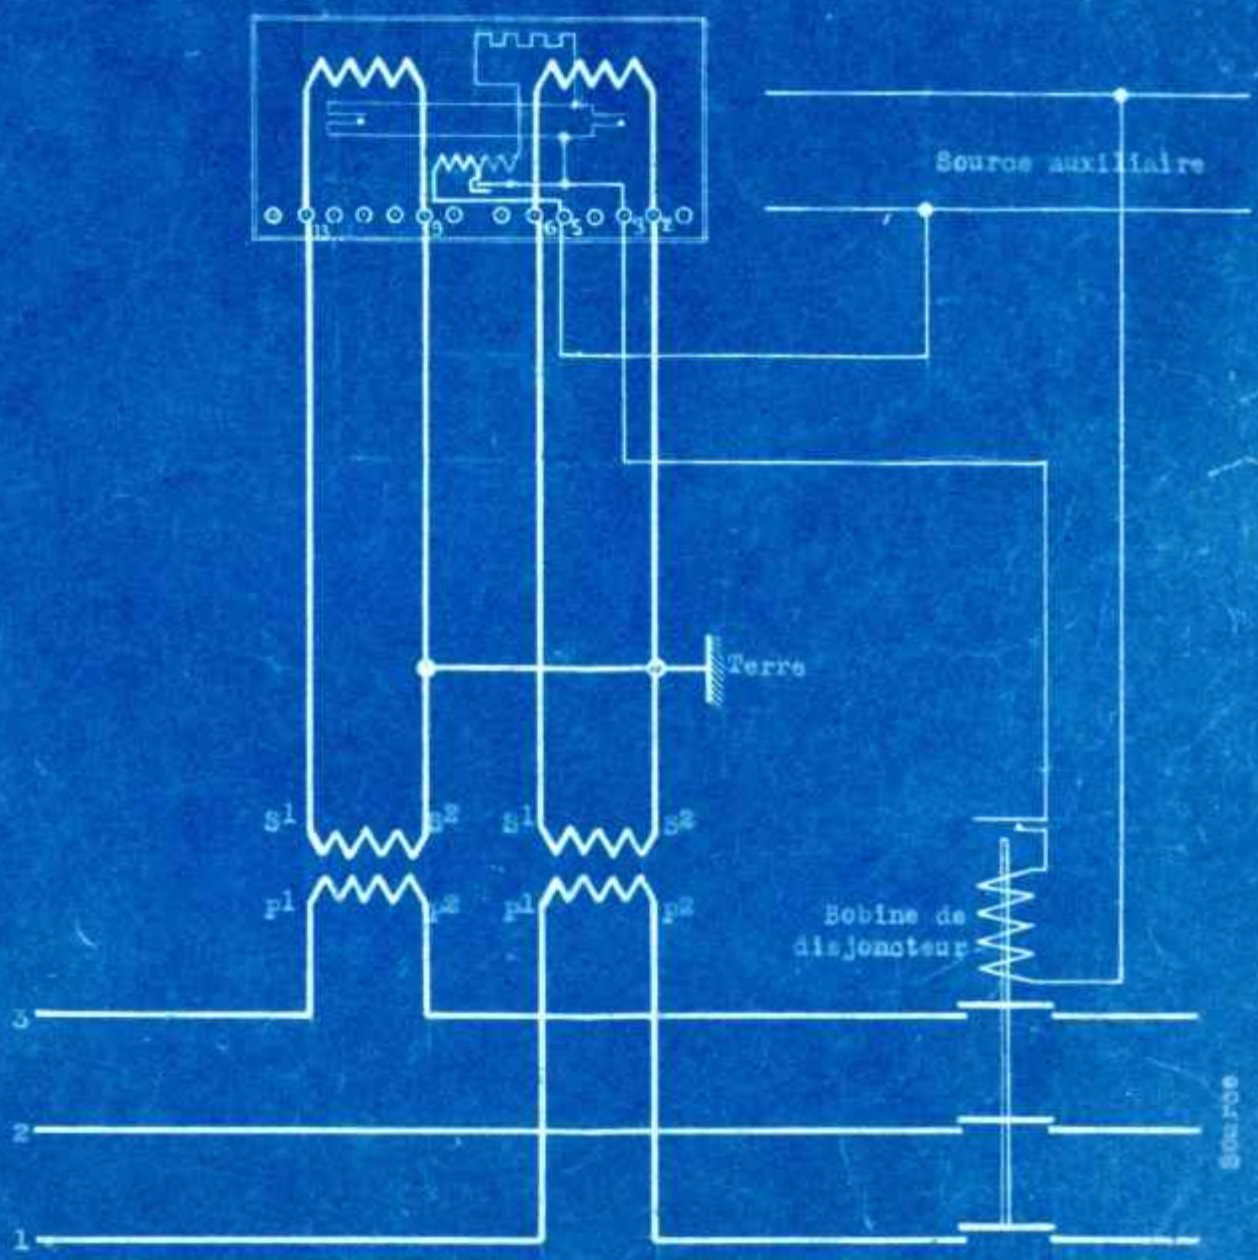 Source auxiliaire
13 9 6 5 3 2
Terre
S1 S2 S1 S2
P1 P2 P1 P2
Bobine de
disjoncteur
3
2
1
Source